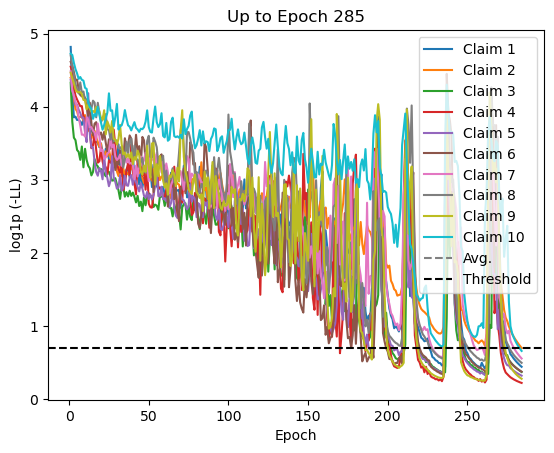 Up to Epoch 285
log1p (-LL)
5
4
3
2
1
0
Claim 1
Claim 2
Claim 3
Claim 4
Claim 5
Claim 6
Claim 7
Claim 8
Claim 9
Claim 10
Avg.
Threshold
0 50 100 150 200 250
Epoch